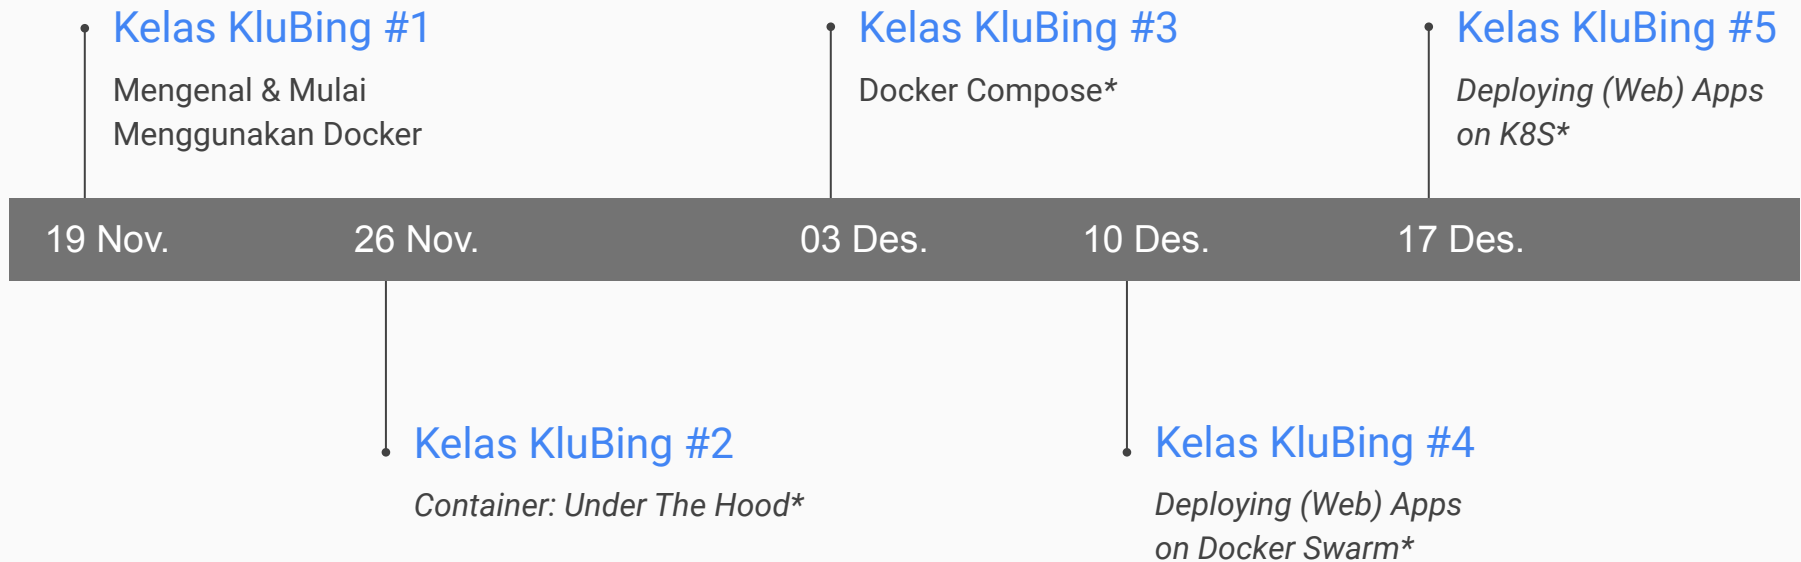 Kelas KluBing #1
Mengenal & Mulai
Menggunakan Docker
Kelas KluBing #3
Docker Compose*
Kelas KluBing #5
Deploying (Web) Apps
on K8S*
19 Nov.
26 Nov.
03 Des.
10 Des.
17 Des.
Kelas KluBing #2
Container: Under The Hood*
Kelas KluBing #4
Deploying (Web) Apps
on Docker Swarm*